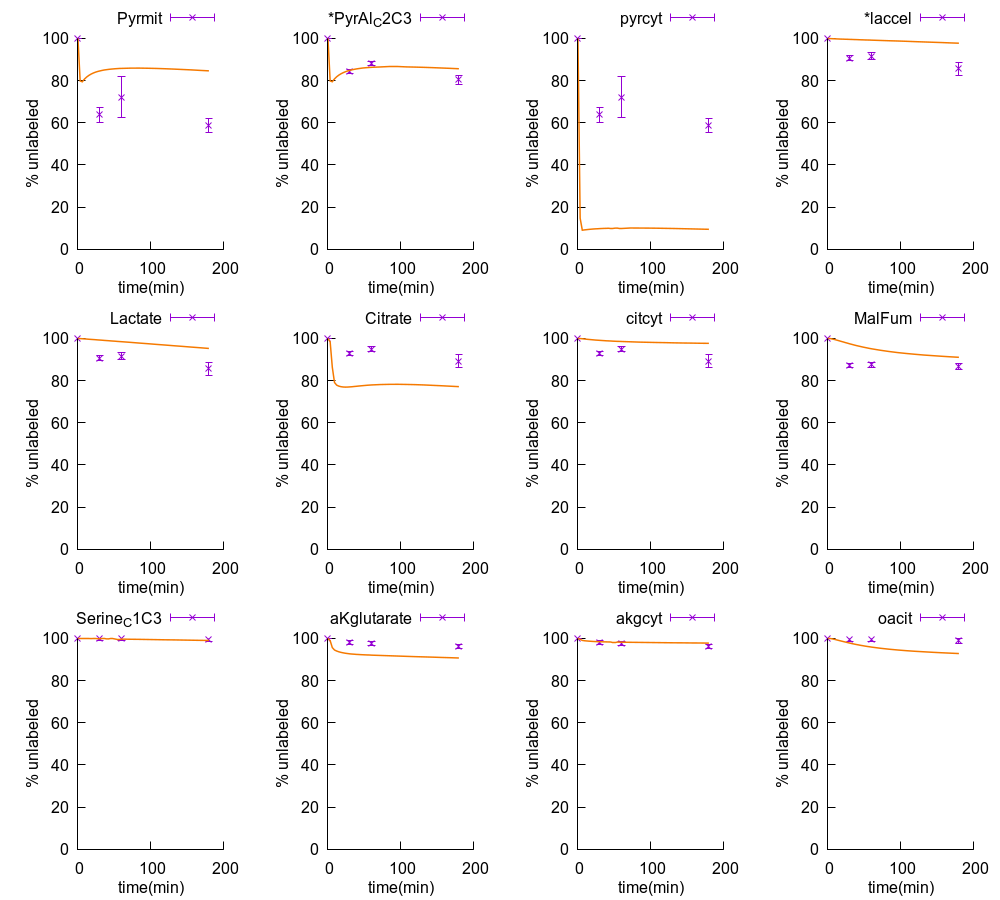 Pyrmit
% unlabeled
100
80
60
40
20
0
0 100 200
time(min)
*PyrAl_C2C3
% unlabeled
100
80
60
40
20
0
0 100 200
time(min)
pyrcyt
% unlabeled
100
80
60
40
20
0
0 100 200
time(min)
*laccel
% unlabeled
100
80
60
40
20
0
0 100 200
time(min)
Lactate
% unlabeled
100
80
60
40
20
0
0 100 200
time(min)
Citrate
% unlabeled
100
80
60
40
20
0
0 100 200
time(min)
citcyt
% unlabeled
100
80
60
40
20
0
0 100 200
time(min)
MalFum
% unlabeled
100
80
60
40
20
0
0 100 200
time(min)
Serine_C1C3
% unlabeled
100
80
60
40
20
0
0 100 200
time(min)
aKglutarate
% unlabeled
100
80
60
40
20
0
0 100 200
time(min)
akgcyt
% unlabeled
100
80
60
40
20
0
0 100 200
time(min)
oacit
% unlabeled
100
80
60
40
20
0
0 100 200
time(min)